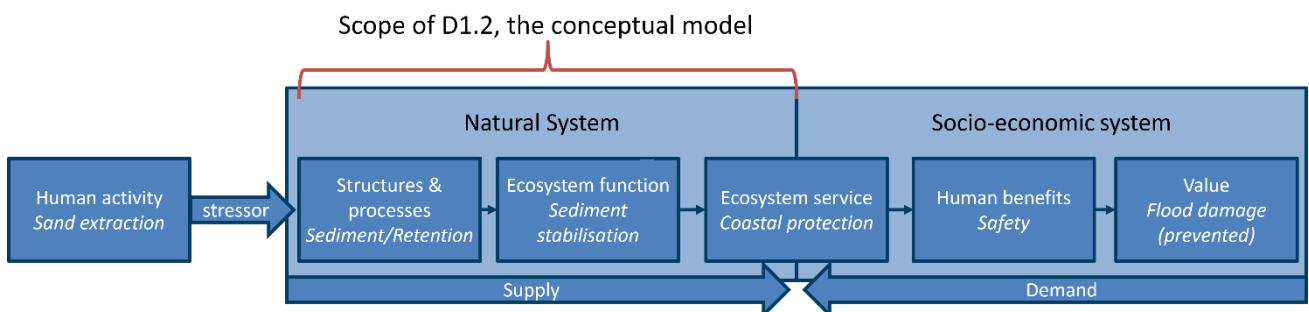 Scope of D1.2, the conceptual model
Natural System
Socio-economic system
Human activity
Sand extraction
stressor
Structures &
processes
Sediment/Retention
Ecosystem function
Sediment
stabilisation
Ecosystem service
Coastal protection
Human benefits
Safety
Value
Flood damage
(prevented)
Supply
Demand